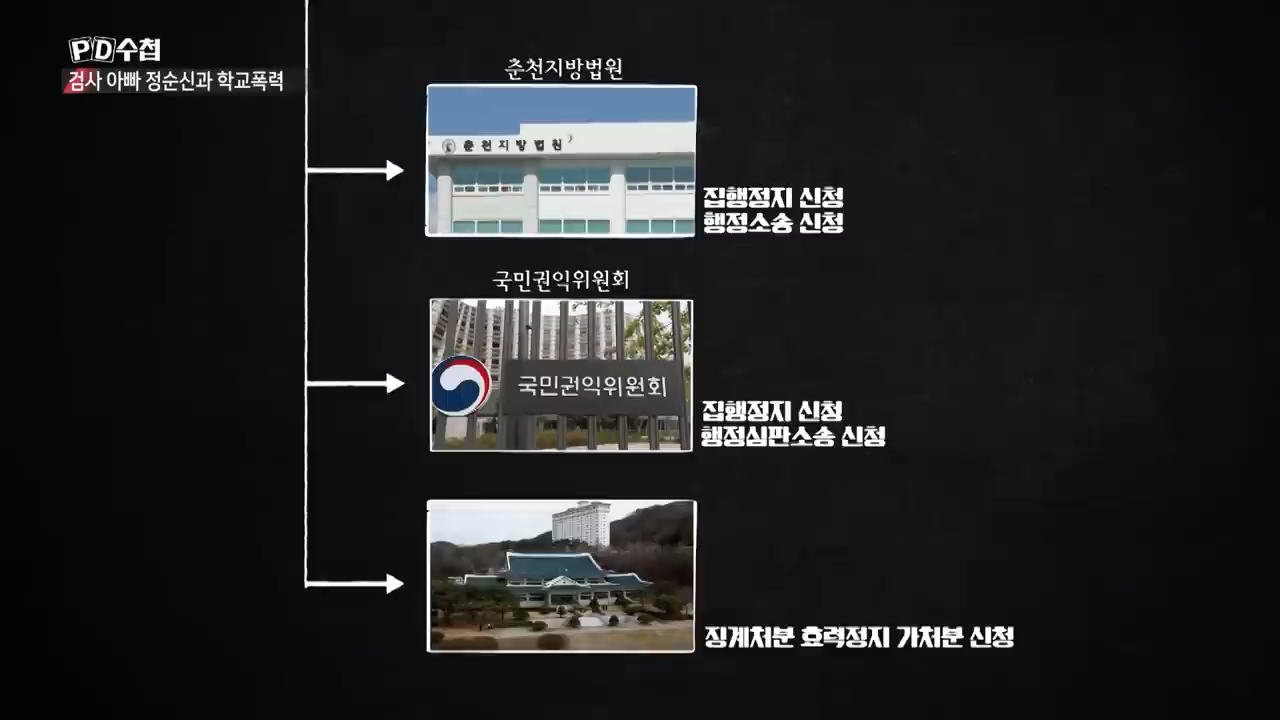 PD수첩
검사 아빠 정순신과 학교폭력
춘천지방법원
춘천지방법원
집행정지 신청
행정소송 신청
국민권익위원회
국민권익위원회
집행정지 신청
행정심판소송 신청
징계처분 효력정지 가처분 신청